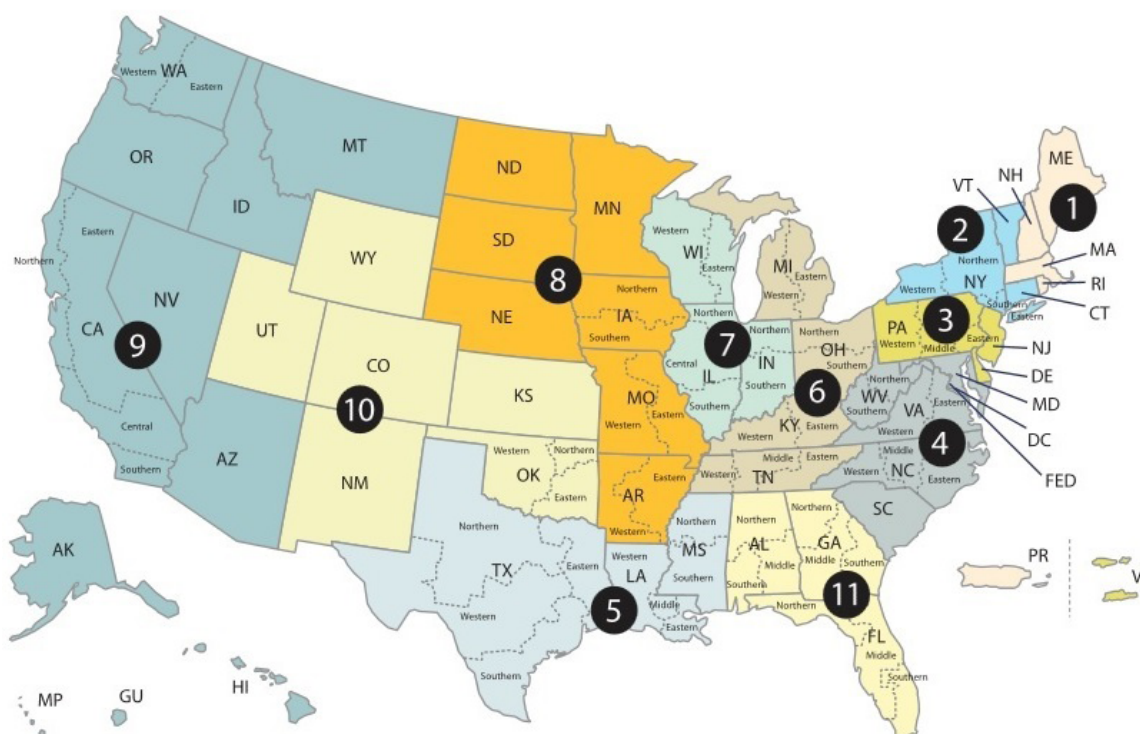 WA
Western
Eastern
OR
MT
ID
ND
MN
SD
WY
8
NE
IA
Northern
Southern
WI
Western
Eastern
MI
Eastern
Western
ME
NH
VT
1
2
MA
RI
CT
NY
Northern
Western
Southern
Eastern
PA
3
Western
Middle
Eastern
NJ
DE
MD
DC
FED
Eastern
Northern
CA
9
Central
Southern
NV
UT
CO
10
KS
MO
Western
Eastern
7
IL
Northern
Central
Southern
IN
Northern
Southern
OH
Northern
Southern
6
KY
Western
Eastern
WV
Northern
Southern
VA
Eastern
Western
4
NC
Western
Middle
Eastern
TN
Western
Middle
Eastern
SC
AZ
NM
OK
Western
Northern
Eastern
AR
Eastern
Western
TX
Northern
Eastern
Western
Southern
LA
Western
Middle
Eastern
5
MS
Northern
Southern
AL
Northern
Middle
Southern
GA
Northern
Middle
Southern
11
FL
Northern
Middle
Southern
AK
HI
GU
MP
PR
V